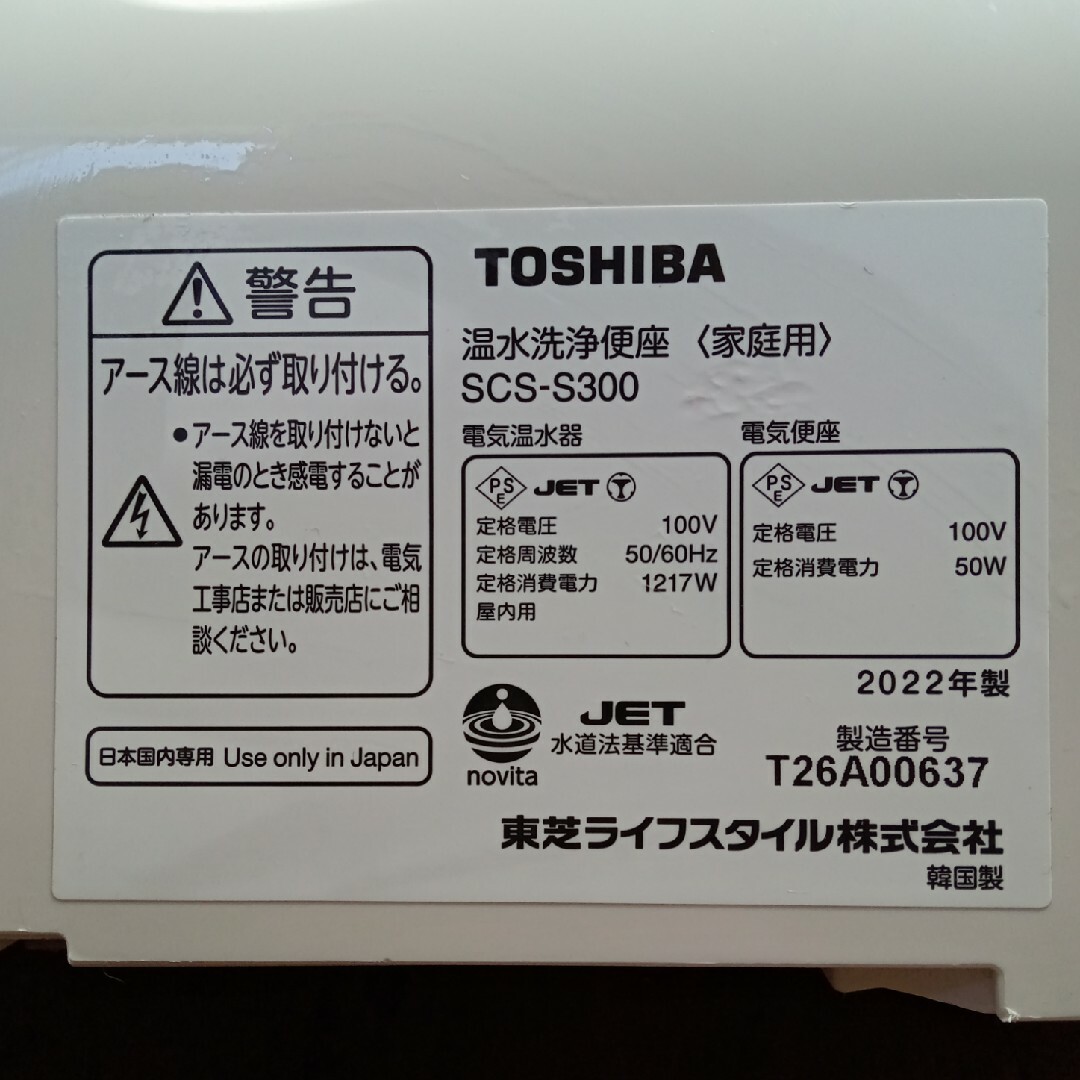 警告
アース線は必ず取り付ける。
●アース線を取り付けないと
漏電のとき感電することが
あります。
アースの取り付けは、電気
工事店または販売店にご相
談ください。
日本国内専用 Use only in Japan
TOSHIBA
温水洗浄便座〈家庭用〉
SCS-S300
電気温水器
PSE JET T
定格電圧 100V
定格周波数 50/60Hz
定格消費電力 1217W
屋内用
電気便座
PSE JET T
定格電圧 100V
定格消費電力 50W
2022年製
novita
JET
水道法基準適合
製造番号
T26A00637
東芝ライフスタイル株式会社
韓国製